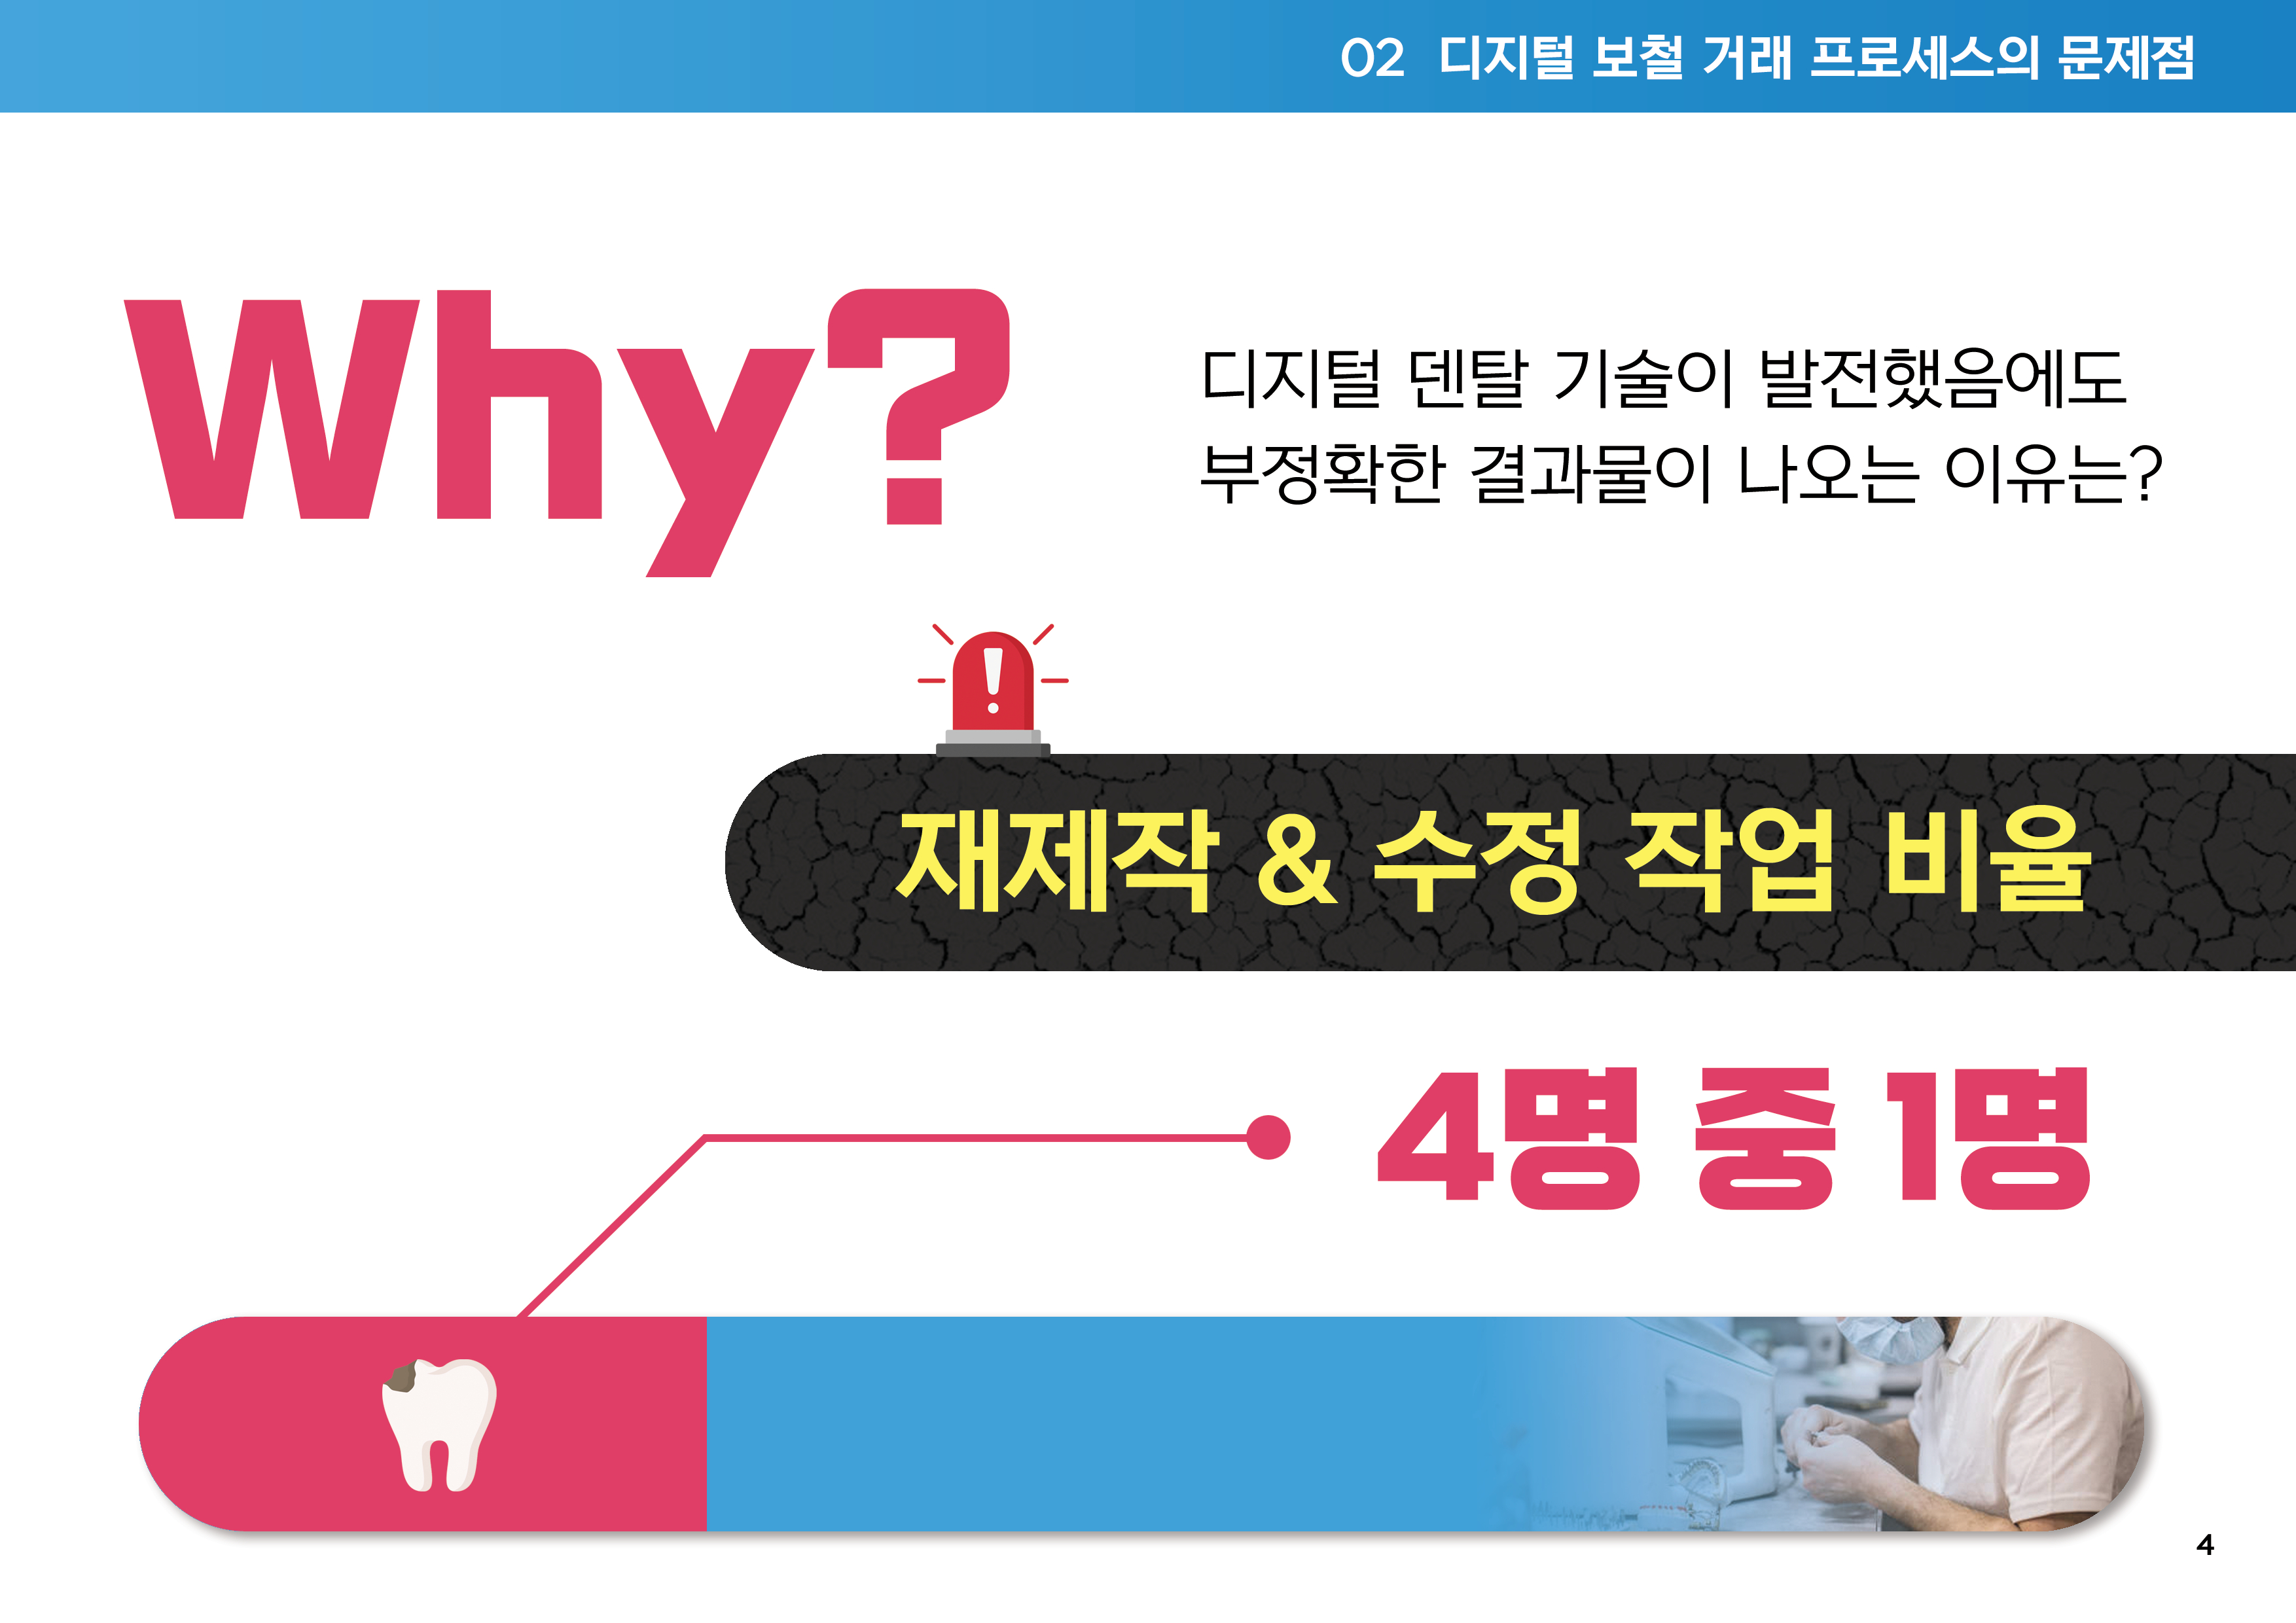 02 디지털 보철 거래 프로세스의 문제점
Why?
디지털 덴탈 기술이 발전했음에도
부정확한 결과물이 나오는 이유는?
재제작 & 수정 작업 비율
4명 중 1명
4